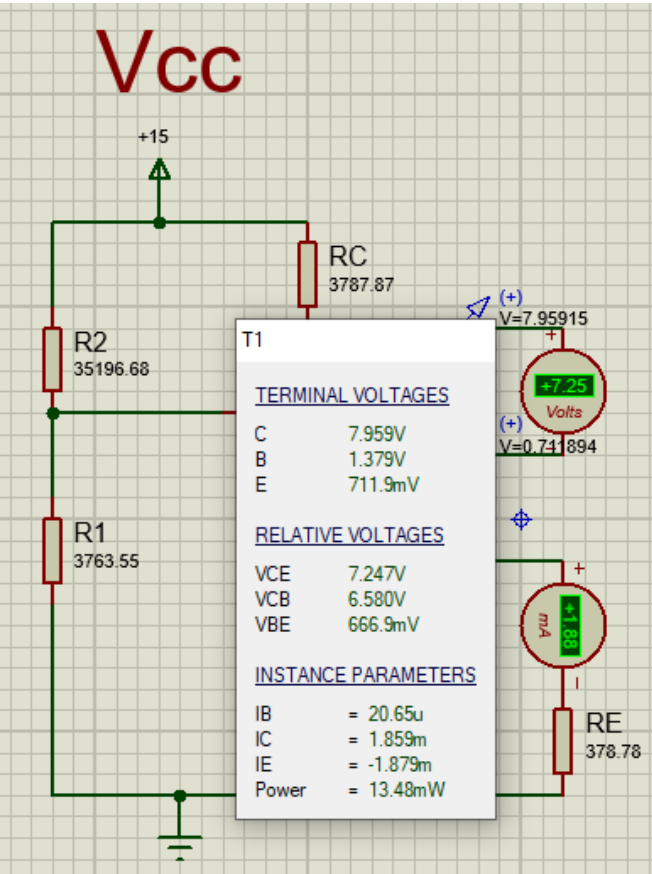 Vcc
+15
RC
3787.87
R2
35196.68
R1
3763.55
T1
TERMINAL VOLTAGES
C 7.959V
B 1.379V
E 711.9mV
RELATIVE VOLTAGES
VCE 7.247V
VCB 6.580V
VBE 666.9mV
INSTANCE PARAMETERS
IB = 20.65u
IC = 1.859m
IE = -1.879m
Power = 13.48mW
(+)
V=7.95915
+
+7.25
Volts
(+)
V=0.711894
+
+1.88
mA
−
RE
378.78